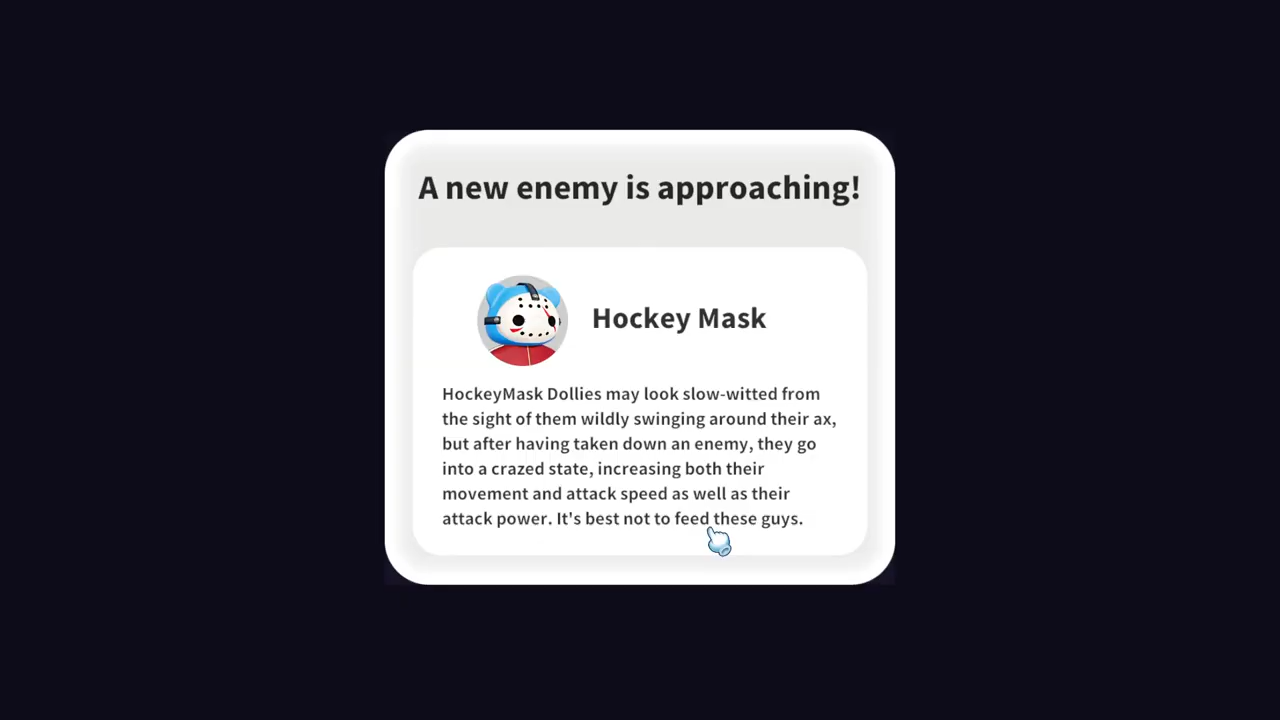 A new enemy is approaching!
Hockey Mask
HockeyMask Dollies may look slow-witted from
the sight of them wildly swinging around their ax,
but after having taken down an enemy, they go
into a crazed state, increasing both their
movement and attack speed as well as their
attack power. It's best not to feed these guys.